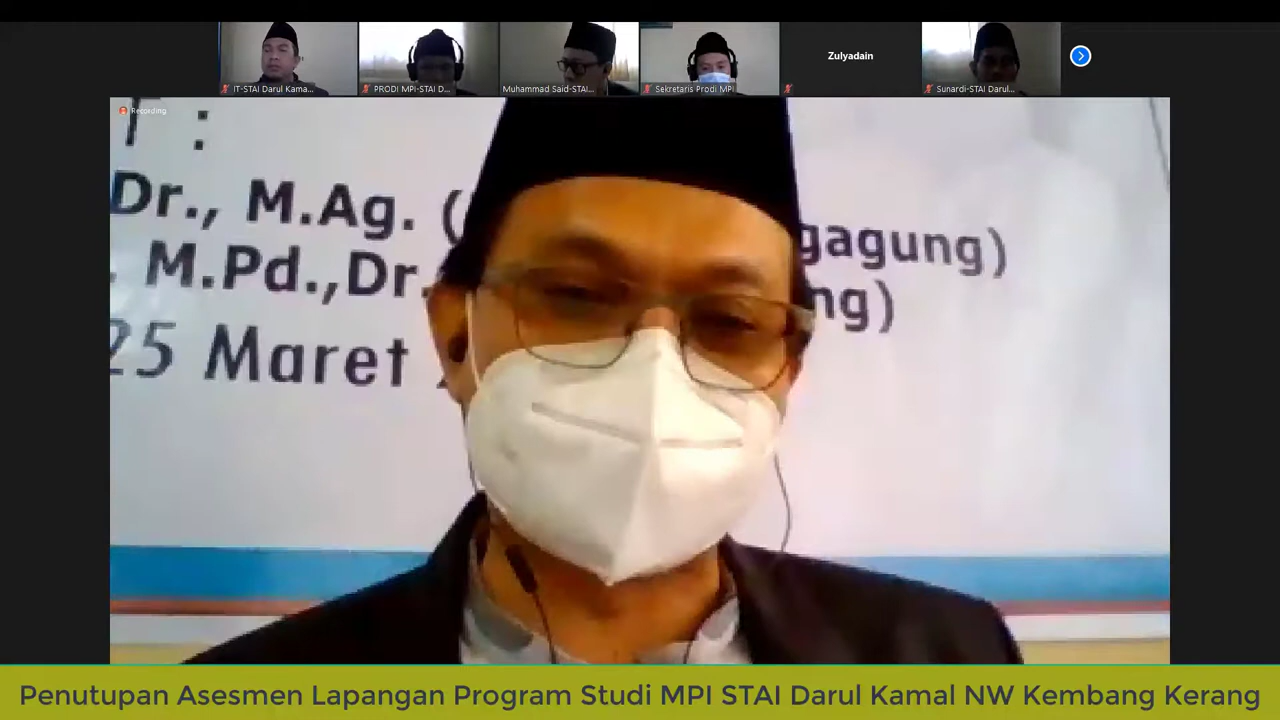 Zulyadain
IT-STAI Darul Kama...
PRODI MPI-STAI D...
Muhammad Said-STAI...
Sekretaris Prodi MPI
Sunardi-STAI Darul...
Recording
:
Dr., M.Ag. ( gagung)
. M.Pd.,Dr. ng)
25 Maret
Penutupan Asesmen Lapangan Program Studi MPI STAI Darul Kamal NW Kembang Kerang